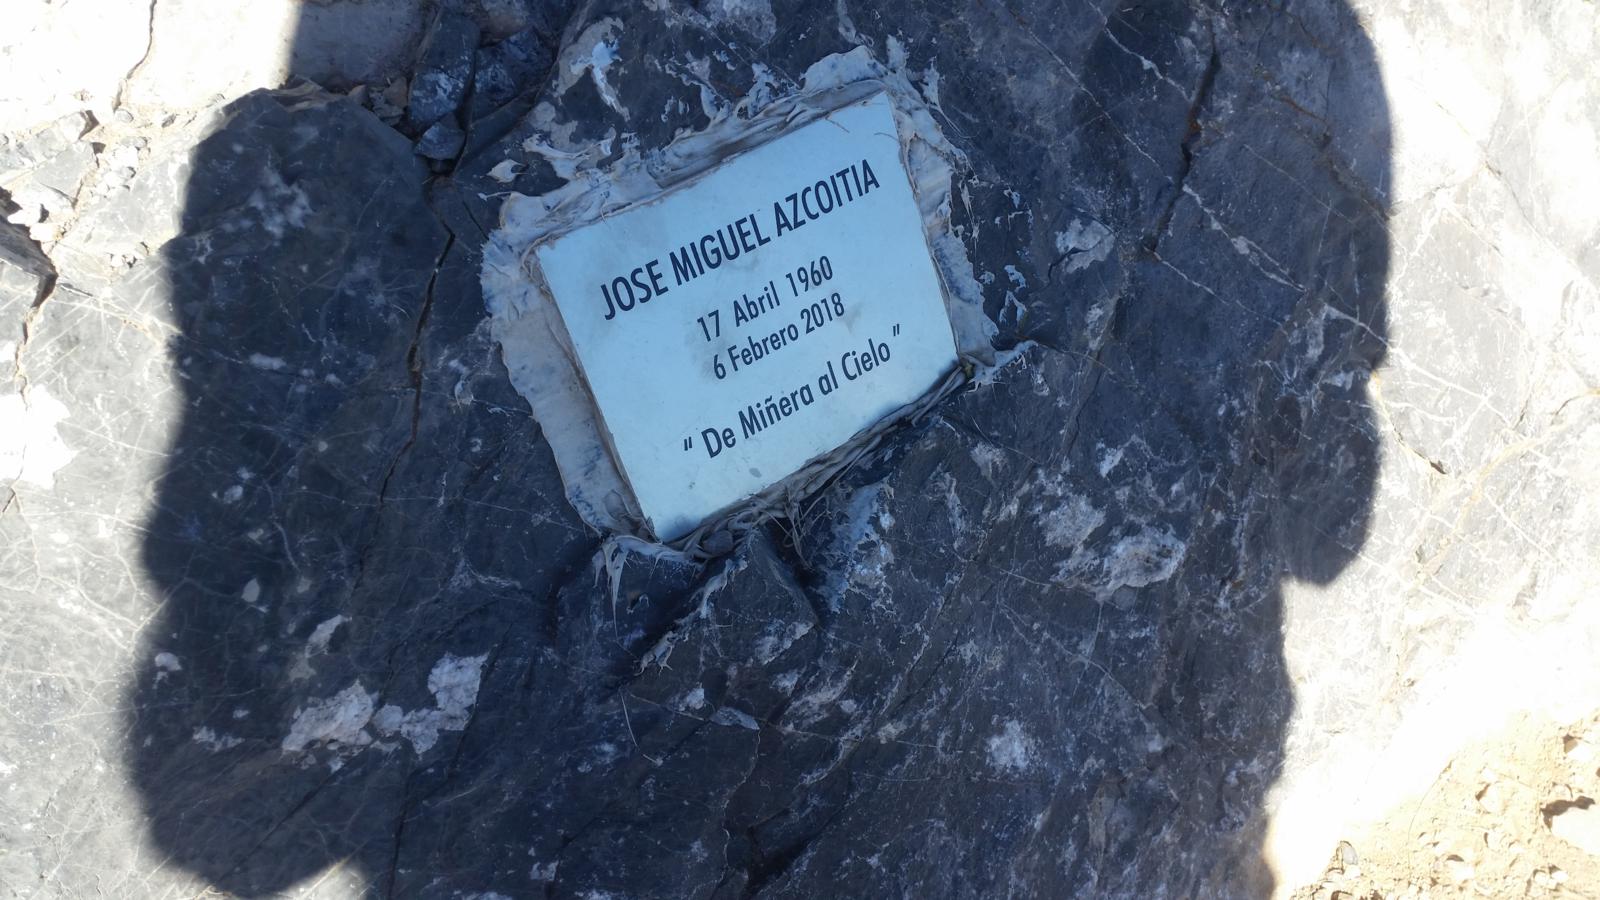 JOSE MIGUEL AZCOITIA
17 Abril 1960
6 Febrero 2018
" De Miñera al Cielo "